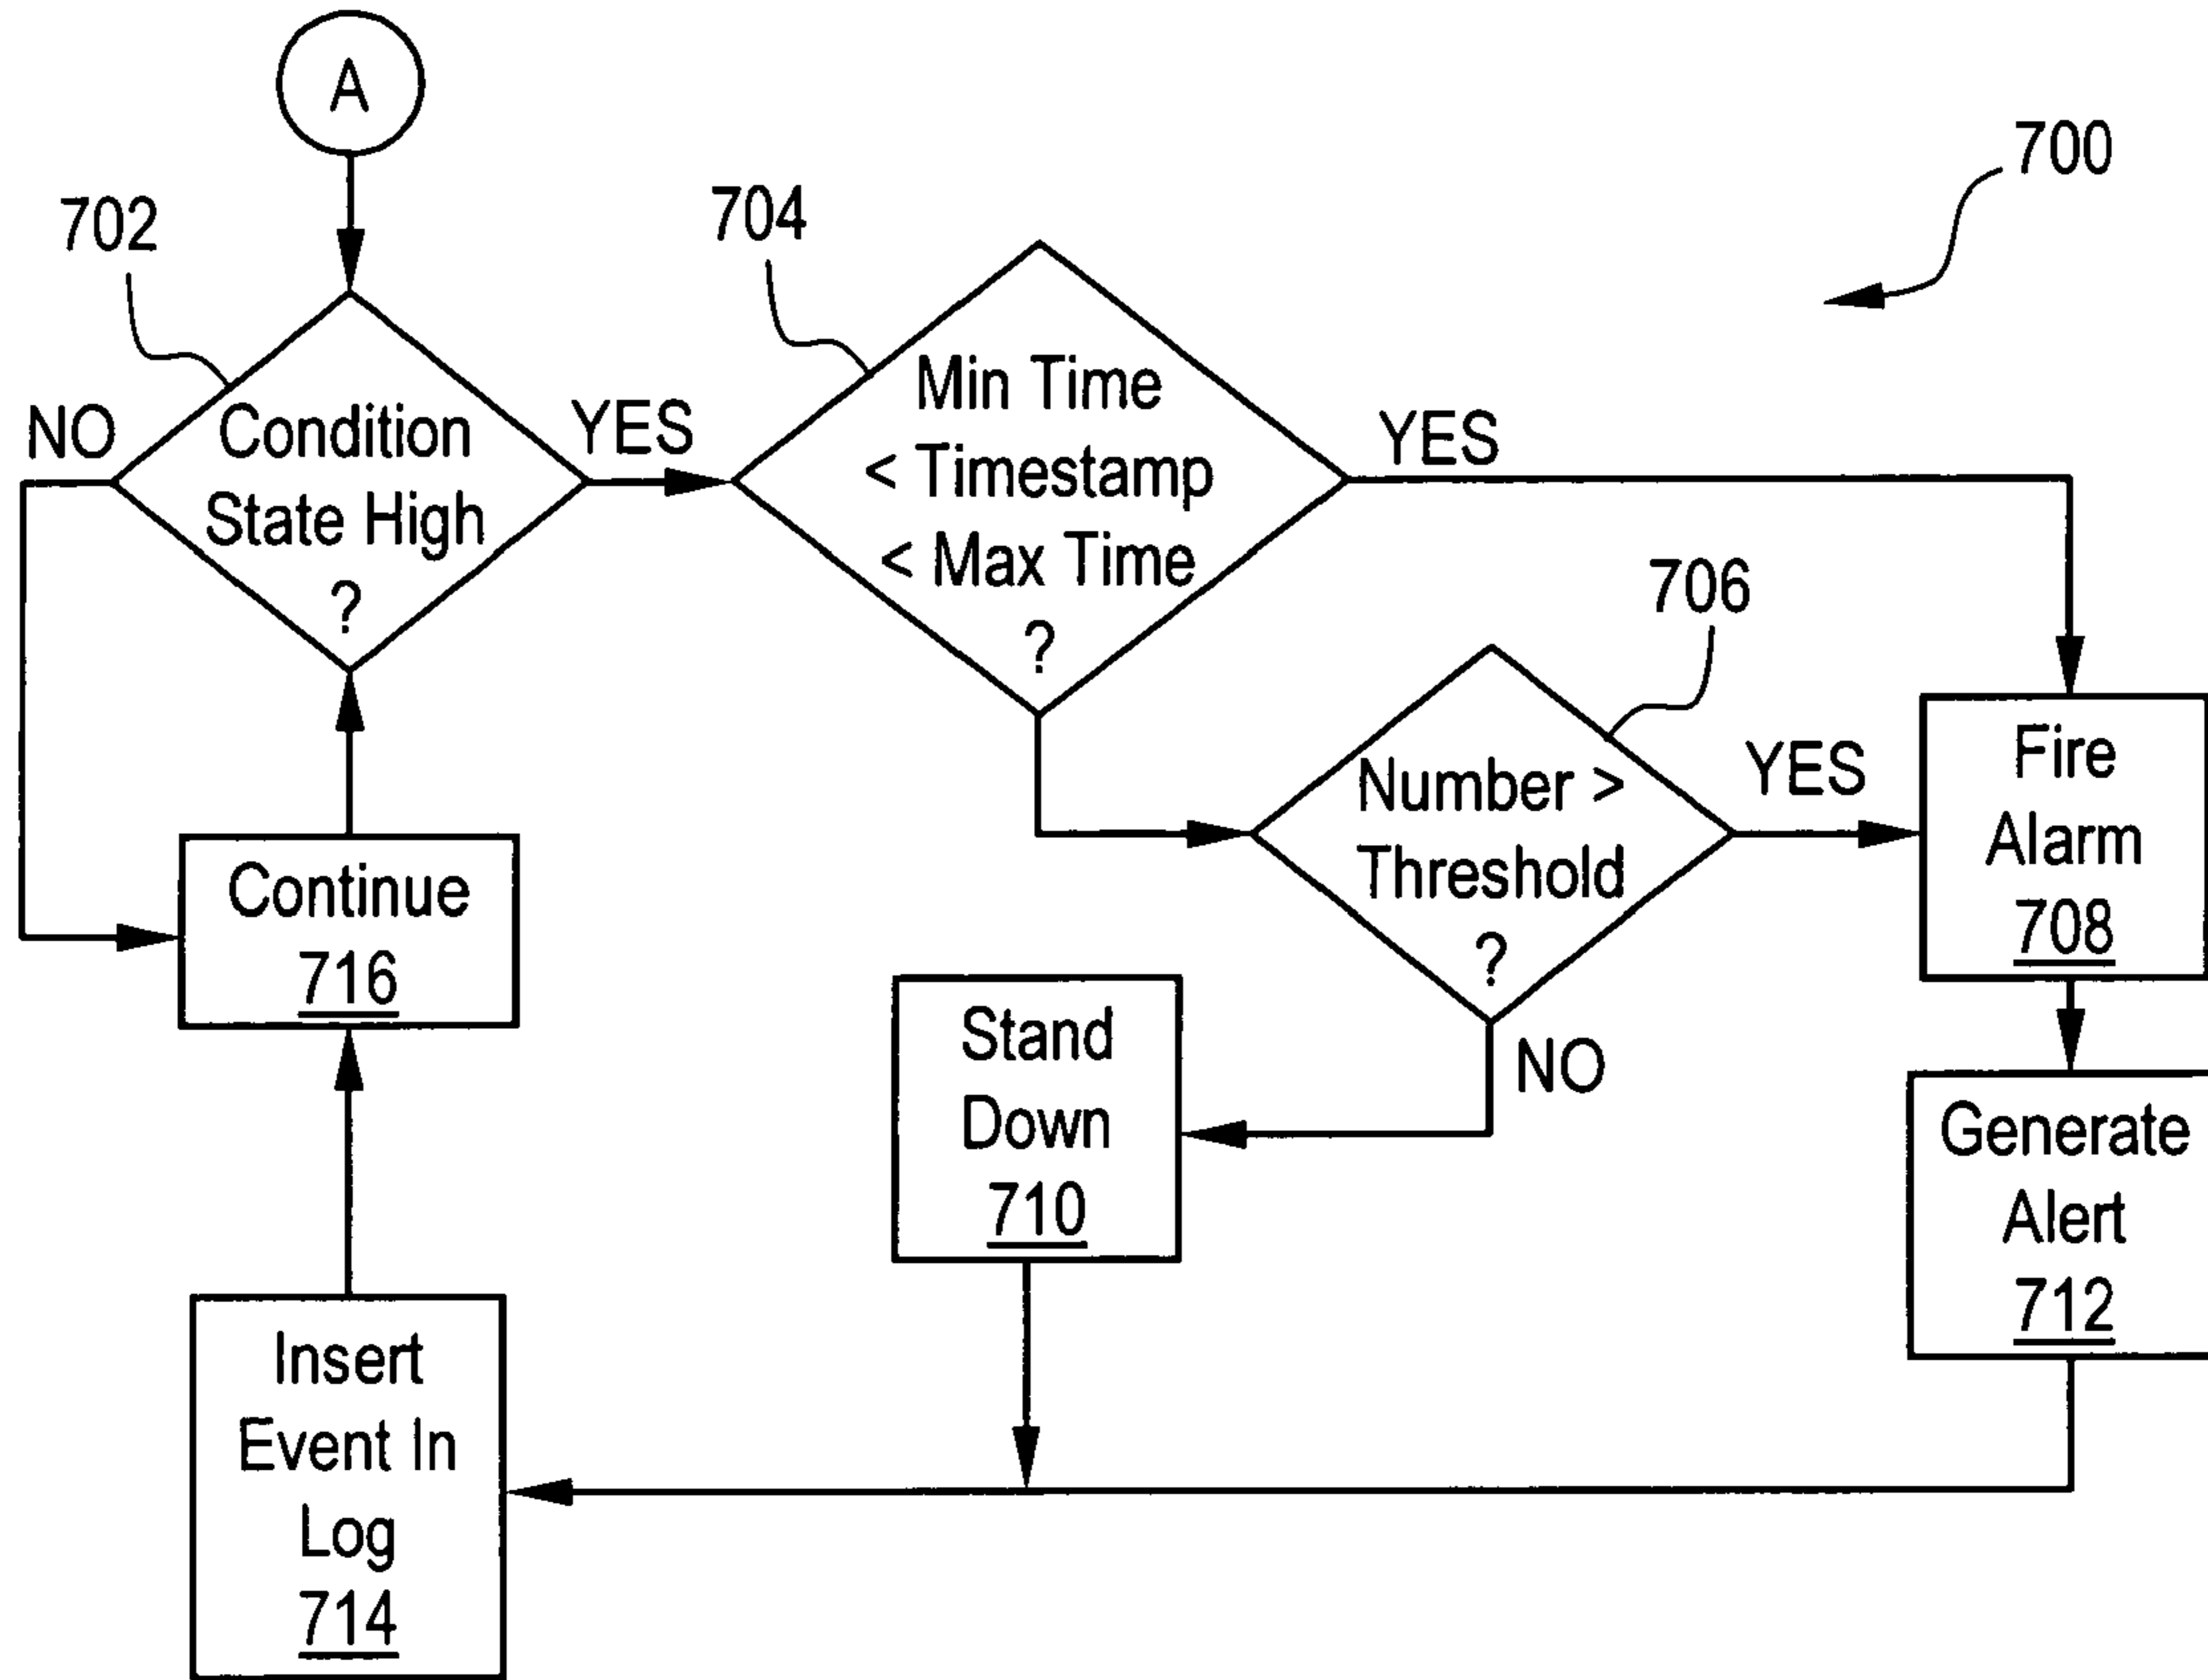 A
700
702
704
NO
Condition
State High
?
YES
Min Time
< Timestamp
< Max Time
?
YES
706
Number >
Threshold
?
YES
NO
Fire
Alarm
708
Continue
716
Stand
Down
710
Generate
Alert
712
Insert
Event In
Log
714